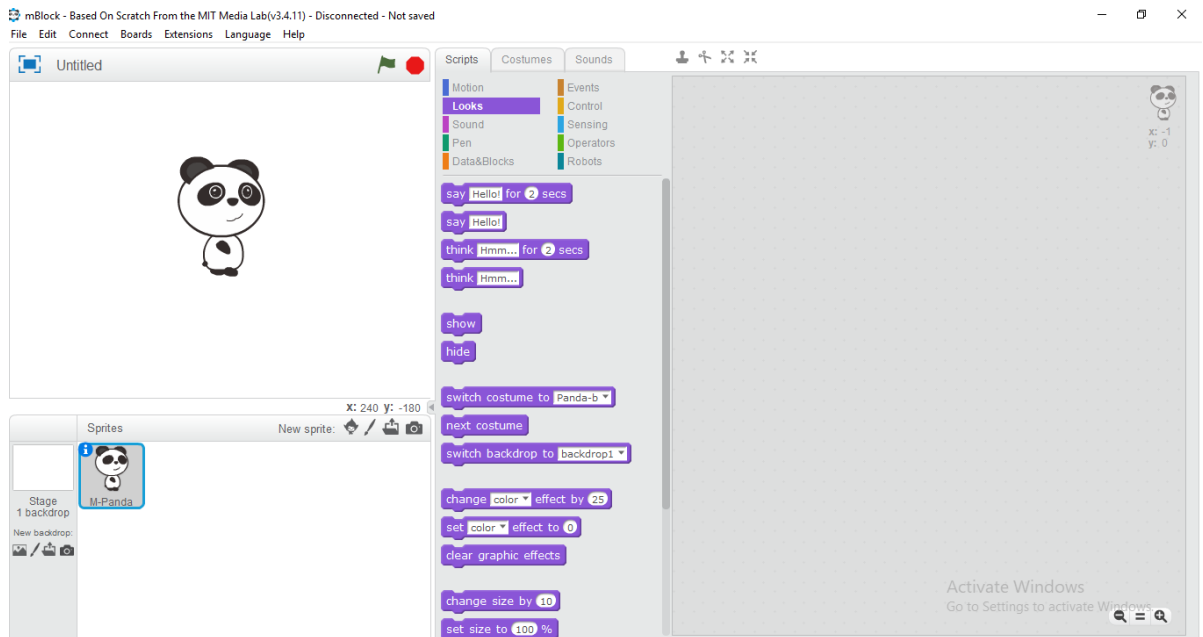 mBlock - Based On Scratch From the MIT Media Lab(v3.4.11) - Disconnected - Not saved
File Edit Connect Boards Extensions Language Help
Untitled
Scripts Costumes Sounds
Motion Events
Looks Control
Sound Sensing
Pen Operators
Data&Blocks Robots
x: -1
y: 0
say Hello! for 2 secs
say Hello!
think Hmm... for 2 secs
think Hmm...
show
hide
switch costume to Panda-b
next costume
switch backdrop to backdrop1
change color effect by 25
set color effect to 0
clear graphic effects
change size by 10
set size to 100 %
X: 240 y: -180
Sprites New sprite:
M-Panda
Stage
1 backdrop
New backdrop:
Activate Windows
Go to Settings to activate Windows.